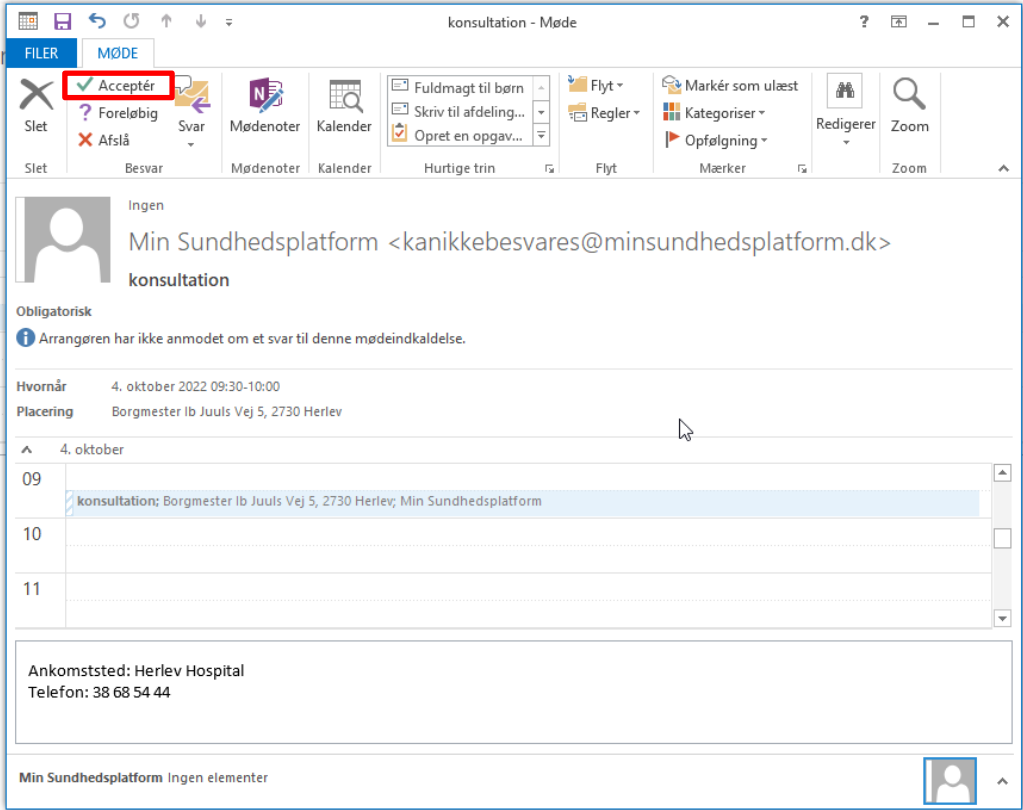 konsultation - Møde
FILER
MØDE
Slet
Acceptér
Foreløbig
Afslå
Svar
Mødenoter
Kalender
Fuldmagt til børn
Skriv til afdeling...
Opret en opgav...
Flyt
Regler
Markér som ulæst
Kategoriser
Opfølgning
Redigerer
Zoom
Slet
Besvar
Mødenoter
Kalender
Hurtige trin
Flyt
Mærker
Zoom
Ingen
Min Sundhedsplatform <kanikkebesvares@minsundhedsplatform.dk>
konsultation
Obligatorisk
Arrangøren har ikke anmodet om et svar til denne mødeindkaldelse.
Hvornår 4. oktober 2022 09:30-10:00
Placering Borgmester Ib Juuls Vej 5, 2730 Herlev
4. oktober
09
konsultation; Borgmester Ib Juuls Vej 5, 2730 Herlev; Min Sundhedsplatform
10
11
Ankomststed: Herlev Hospital
Telefon: 38 68 54 44
Min Sundhedsplatform Ingen elementer